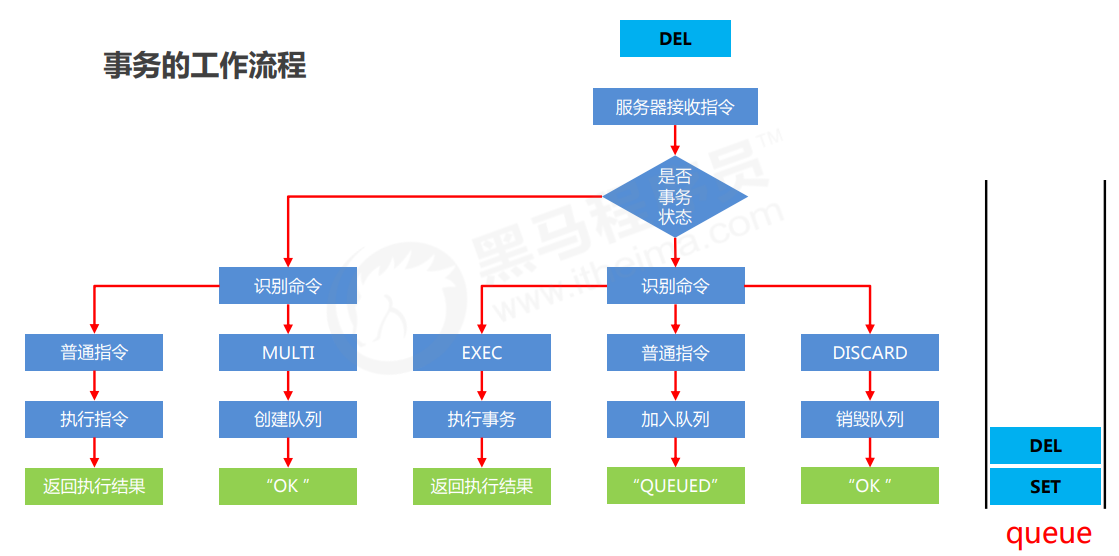 事务的工作流程
DEL
服务器接收指令
是否
事务
状态
识别命令
识别命令
普通指令
MULTI
EXEC
普通指令
DISCARD
执行指令
创建队列
执行事务
加入队列
销毁队列
返回执行结果
“OK ”
返回执行结果
“QUEUED”
“OK ”
DEL
SET
queue
黑马程序员™
www.itheima.com